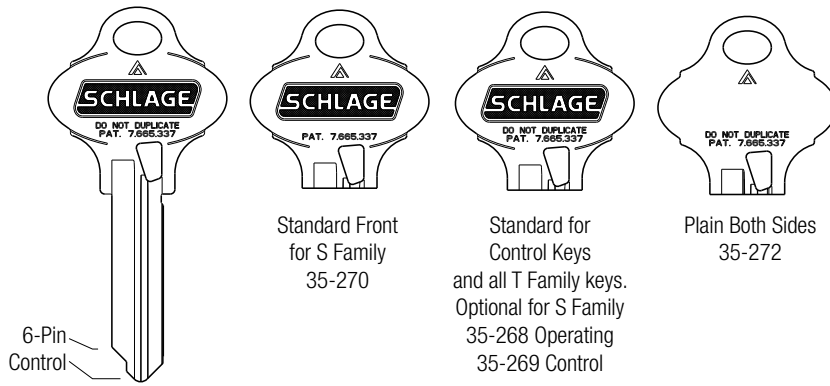 SCHLAGE
DO NOT DUPLICATE
PAT. 7.665.337
6-Pin
Control
SCHLAGE
PAT. 7.665.337
Standard Front
for S Family
35-270
SCHLAGE
DO NOT DUPLICATE
PAT. 7.665.337
Standard for
Control Keys
and all T Family keys.
Optional for S Family
35-268 Operating
35-269 Control
DO NOT DUPLICATE
PAT. 7.665.337
Plain Both Sides
35-272